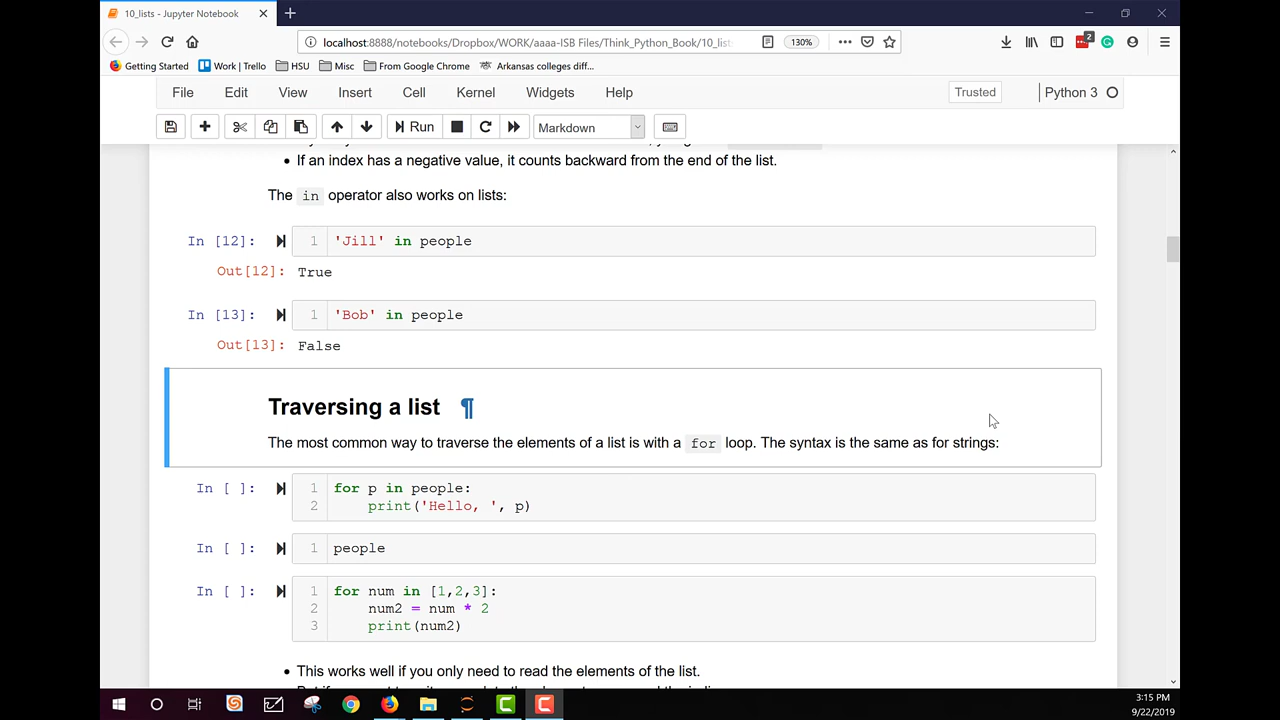 10_lists - Jupyter Notebook
localhost:8888/notebooks/Dropbox/WORK/aaaa-ISB Files/Think_Python_Book/10_lists
130%
2
Getting Started Work | Trello HSU Misc From Google Chrome Arkansas colleges diff...
File Edit View Insert Cell Kernel Widgets Help Trusted Python 3
Run Markdown
• If an index has a negative value, it counts backward from the end of the list.
The in operator also works on lists:
In [12]: 1 'Jill' in people
Out[12]: True
In [13]: 1 'Bob' in people
Out[13]: False
Traversing a list ¶
The most common way to traverse the elements of a list is with a for loop. The syntax is the same as for strings:
In [ ]: 1 for p in people:
2 print('Hello, ', p)
In [ ]: 1 people
In [ ]: 1 for num in [1,2,3]:
2 num2 = num * 2
3 print(num2)
• This works well if you only need to read the elements of the list.
3:15 PM
9/22/2019